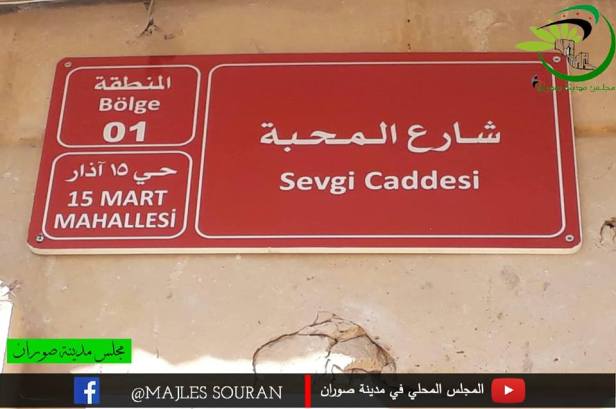 المنطقة
Bölge
01
حي ١٥ آذار
15 MART
MAHALLESİ
شارع المحبة
Sevgi Caddesi
مجلس مدينة صوران
@MAJLES SOURAN
المجلس المحلي في مدينة صوران